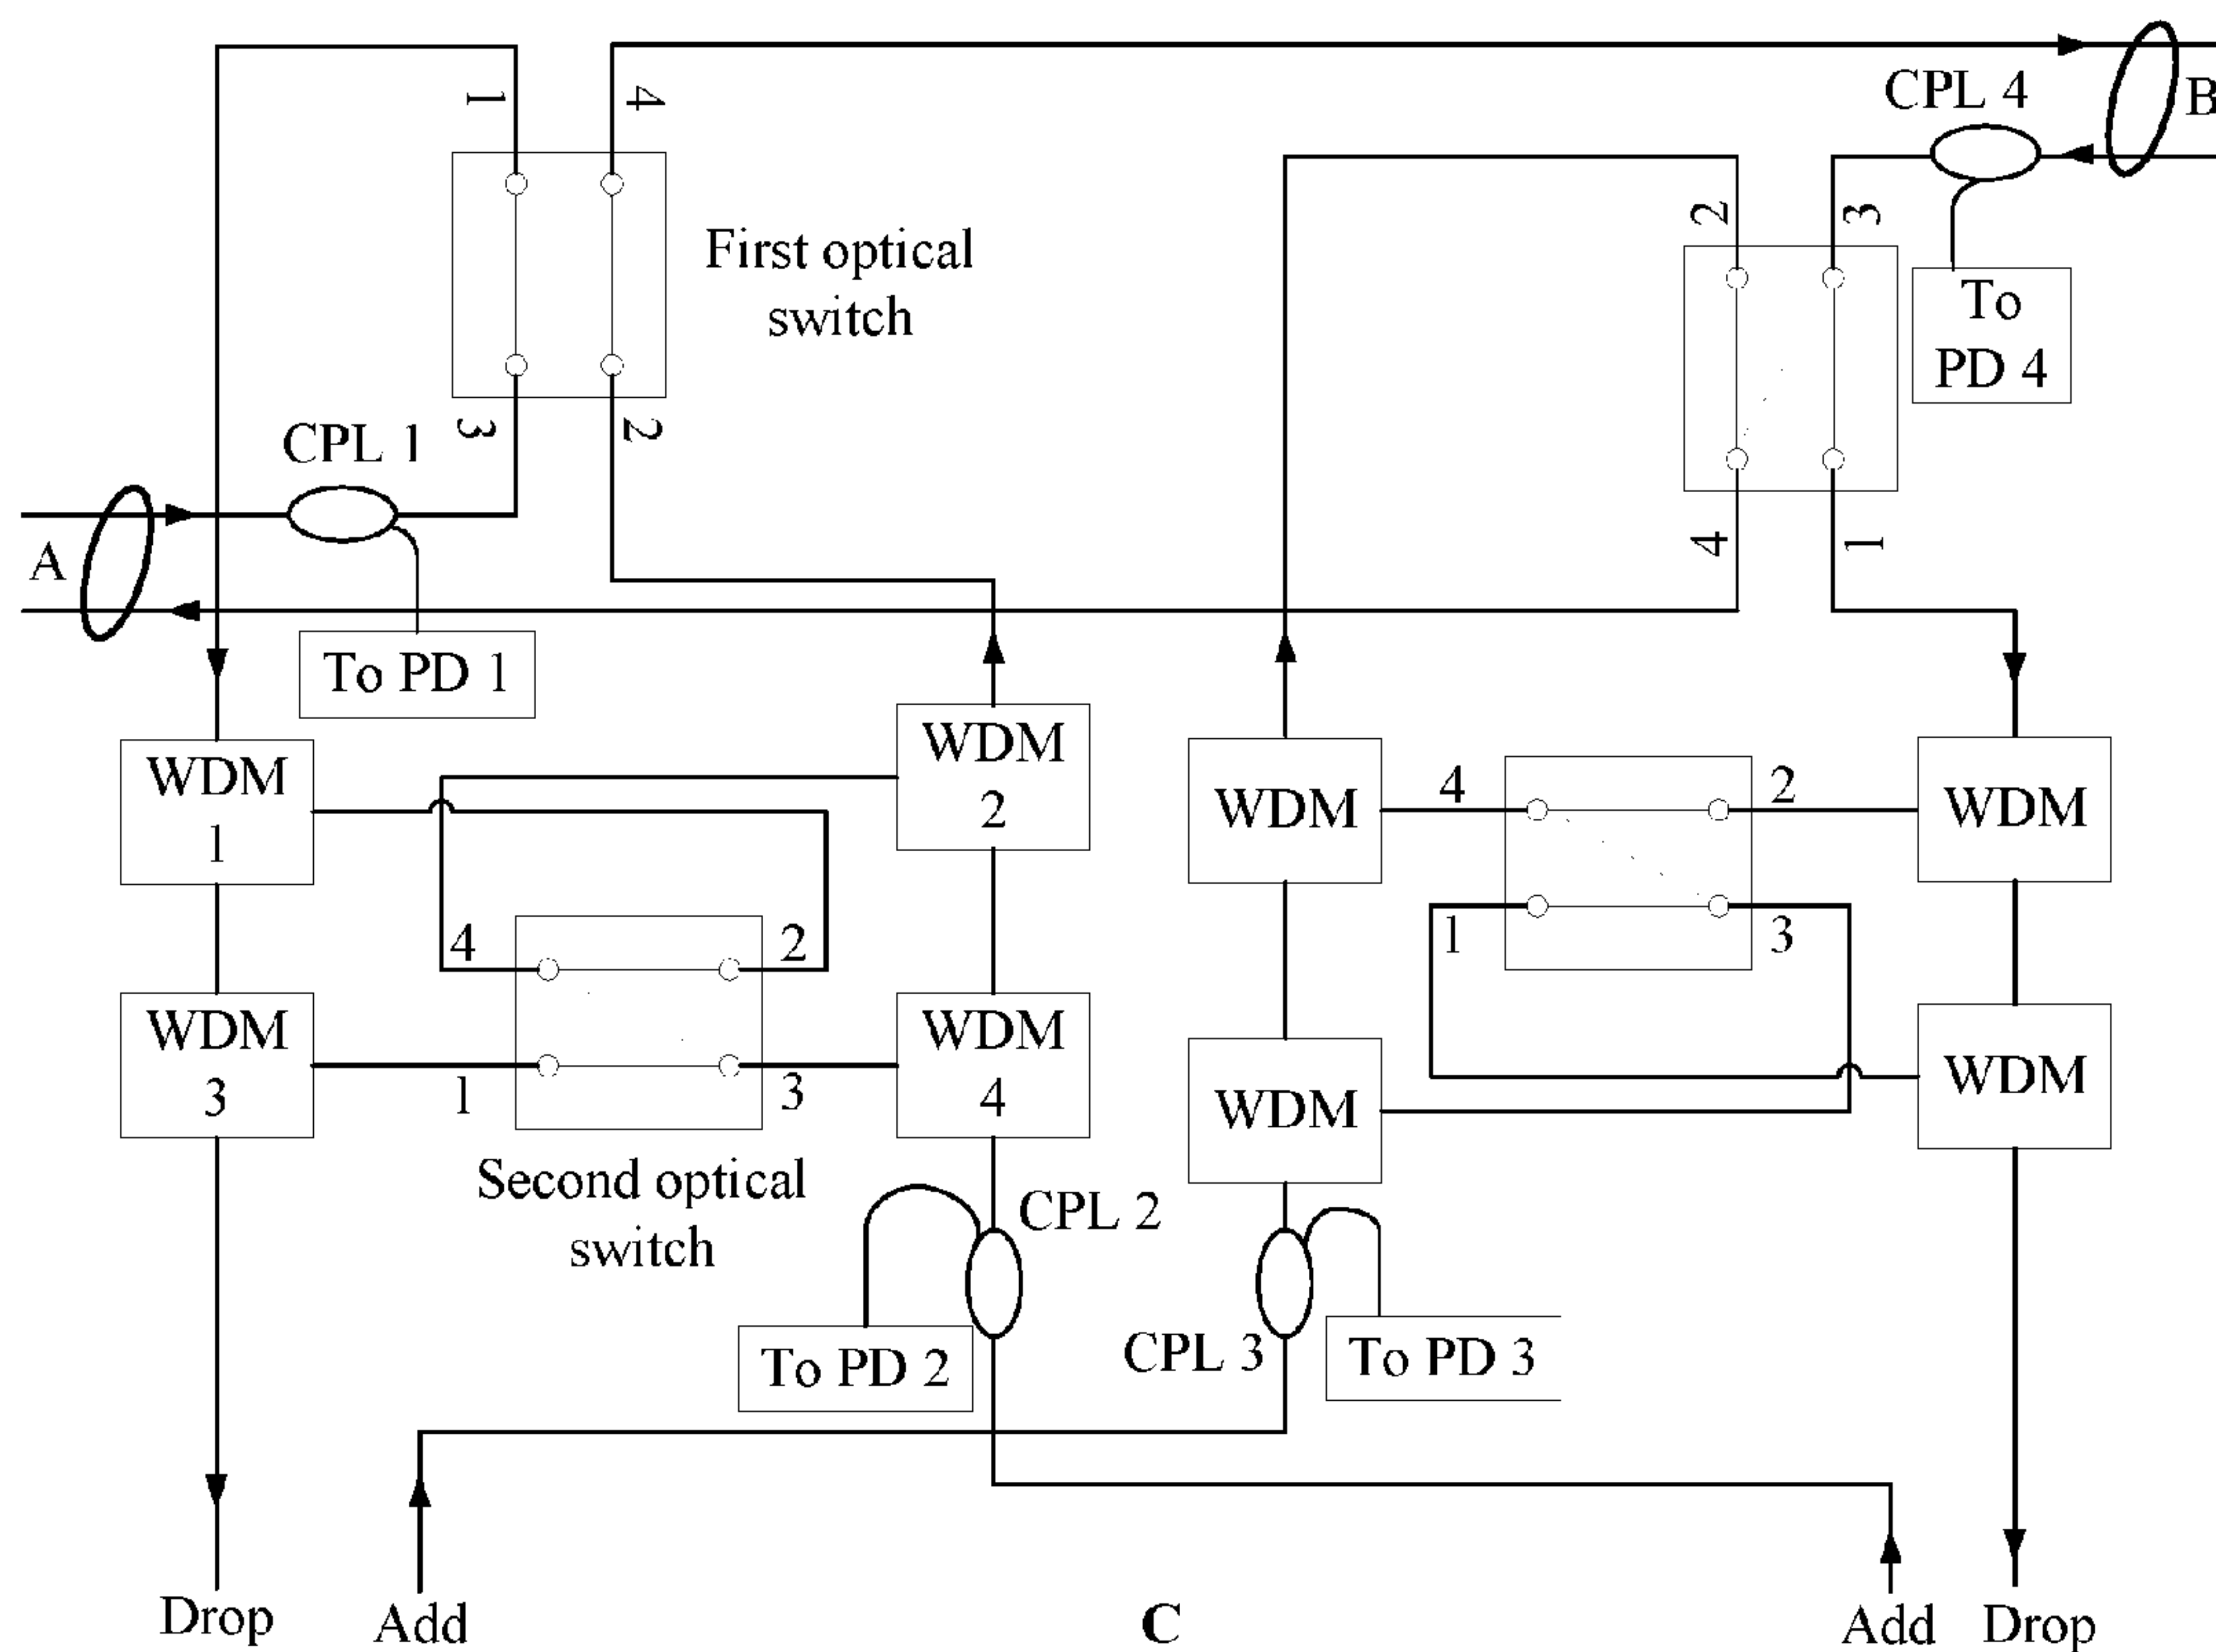 1
4
CPL 4
B
2
3
First optical
switch
To
PD 4
3
2
CPL 1
4
1
A
To PD 1
WDM
1
WDM
2
WDM
4
2
WDM
4
2
1
3
WDM
3
1
3
WDM
4
WDM
WDM
Second optical
switch
CPL 2
To PD 2
CPL 3
To PD 3
Drop
Add
C
Add
Drop